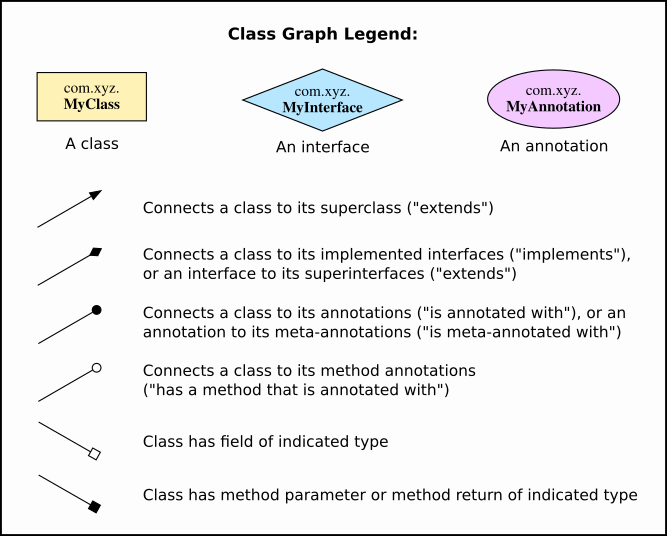 Class Graph Legend:
com.xyz.
MyClass
A class
com.xyz.
MyInterface
An interface
com.xyz.
MyAnnotation
An annotation
Connects a class to its superclass ("extends")
Connects a class to its implemented interfaces ("implements"),
or an interface to its superinterfaces ("extends")
Connects a class to its annotations ("is annotated with"), or an
annotation to its meta-annotations ("is meta-annotated with")
Connects a class to its method annotations
("has a method that is annotated with")
Class has field of indicated type
Class has method parameter or method return of indicated type